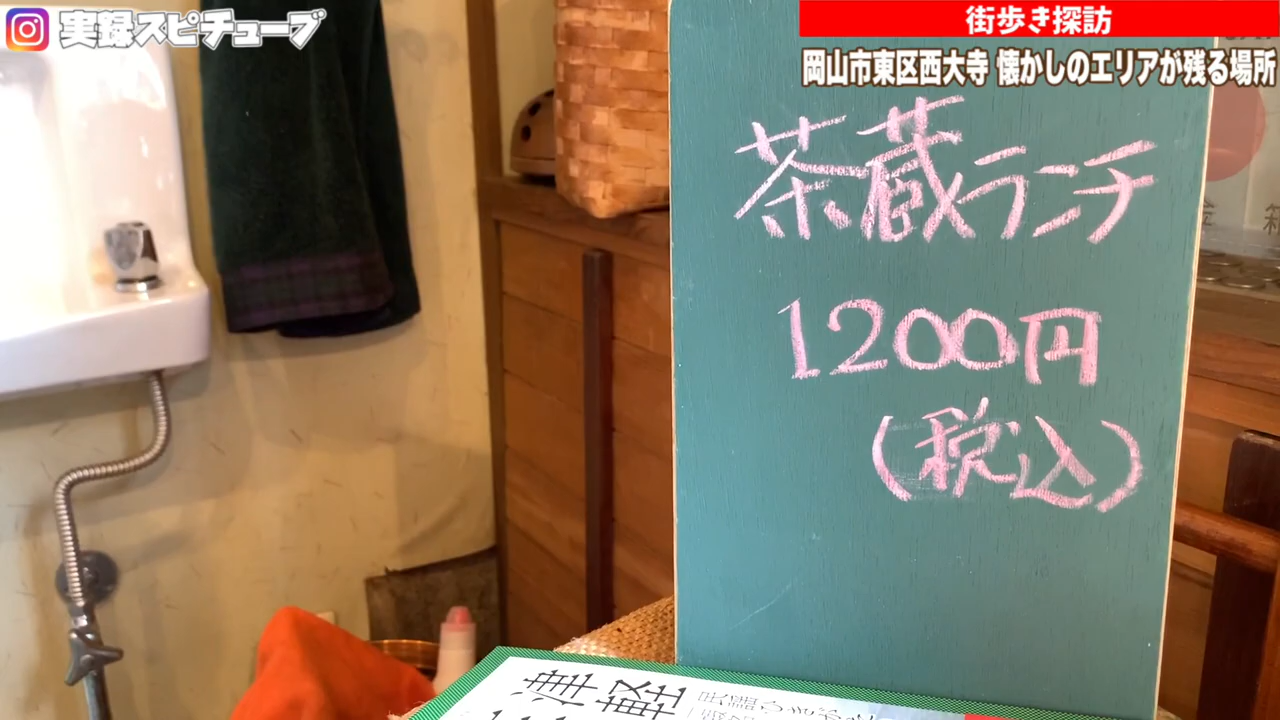 実録スピチューブ
街歩き探訪
岡山市東区西大寺 懐かしのエリアが残る場所
茶蔵ランチ
1200円
(税込)
津軽